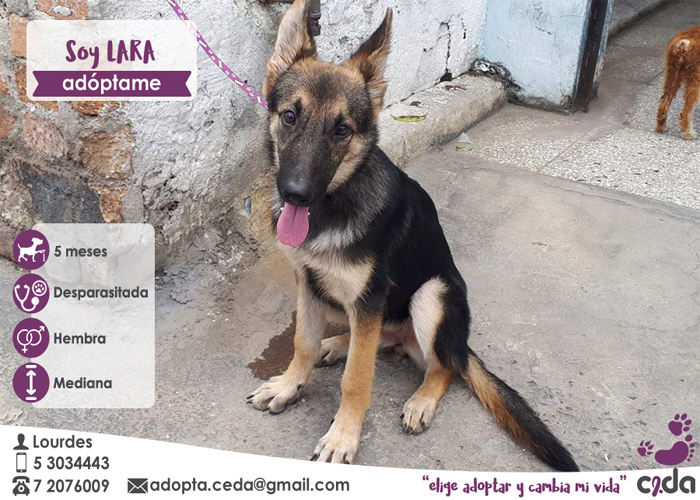 Soy LARA
adóptame
5 meses
Desparasitada
Hembra
Mediana
Lourdes
5 3034443
7 2076009
adopta.ceda@gmail.com
“elige adoptar y cambia mi vida”
ceda